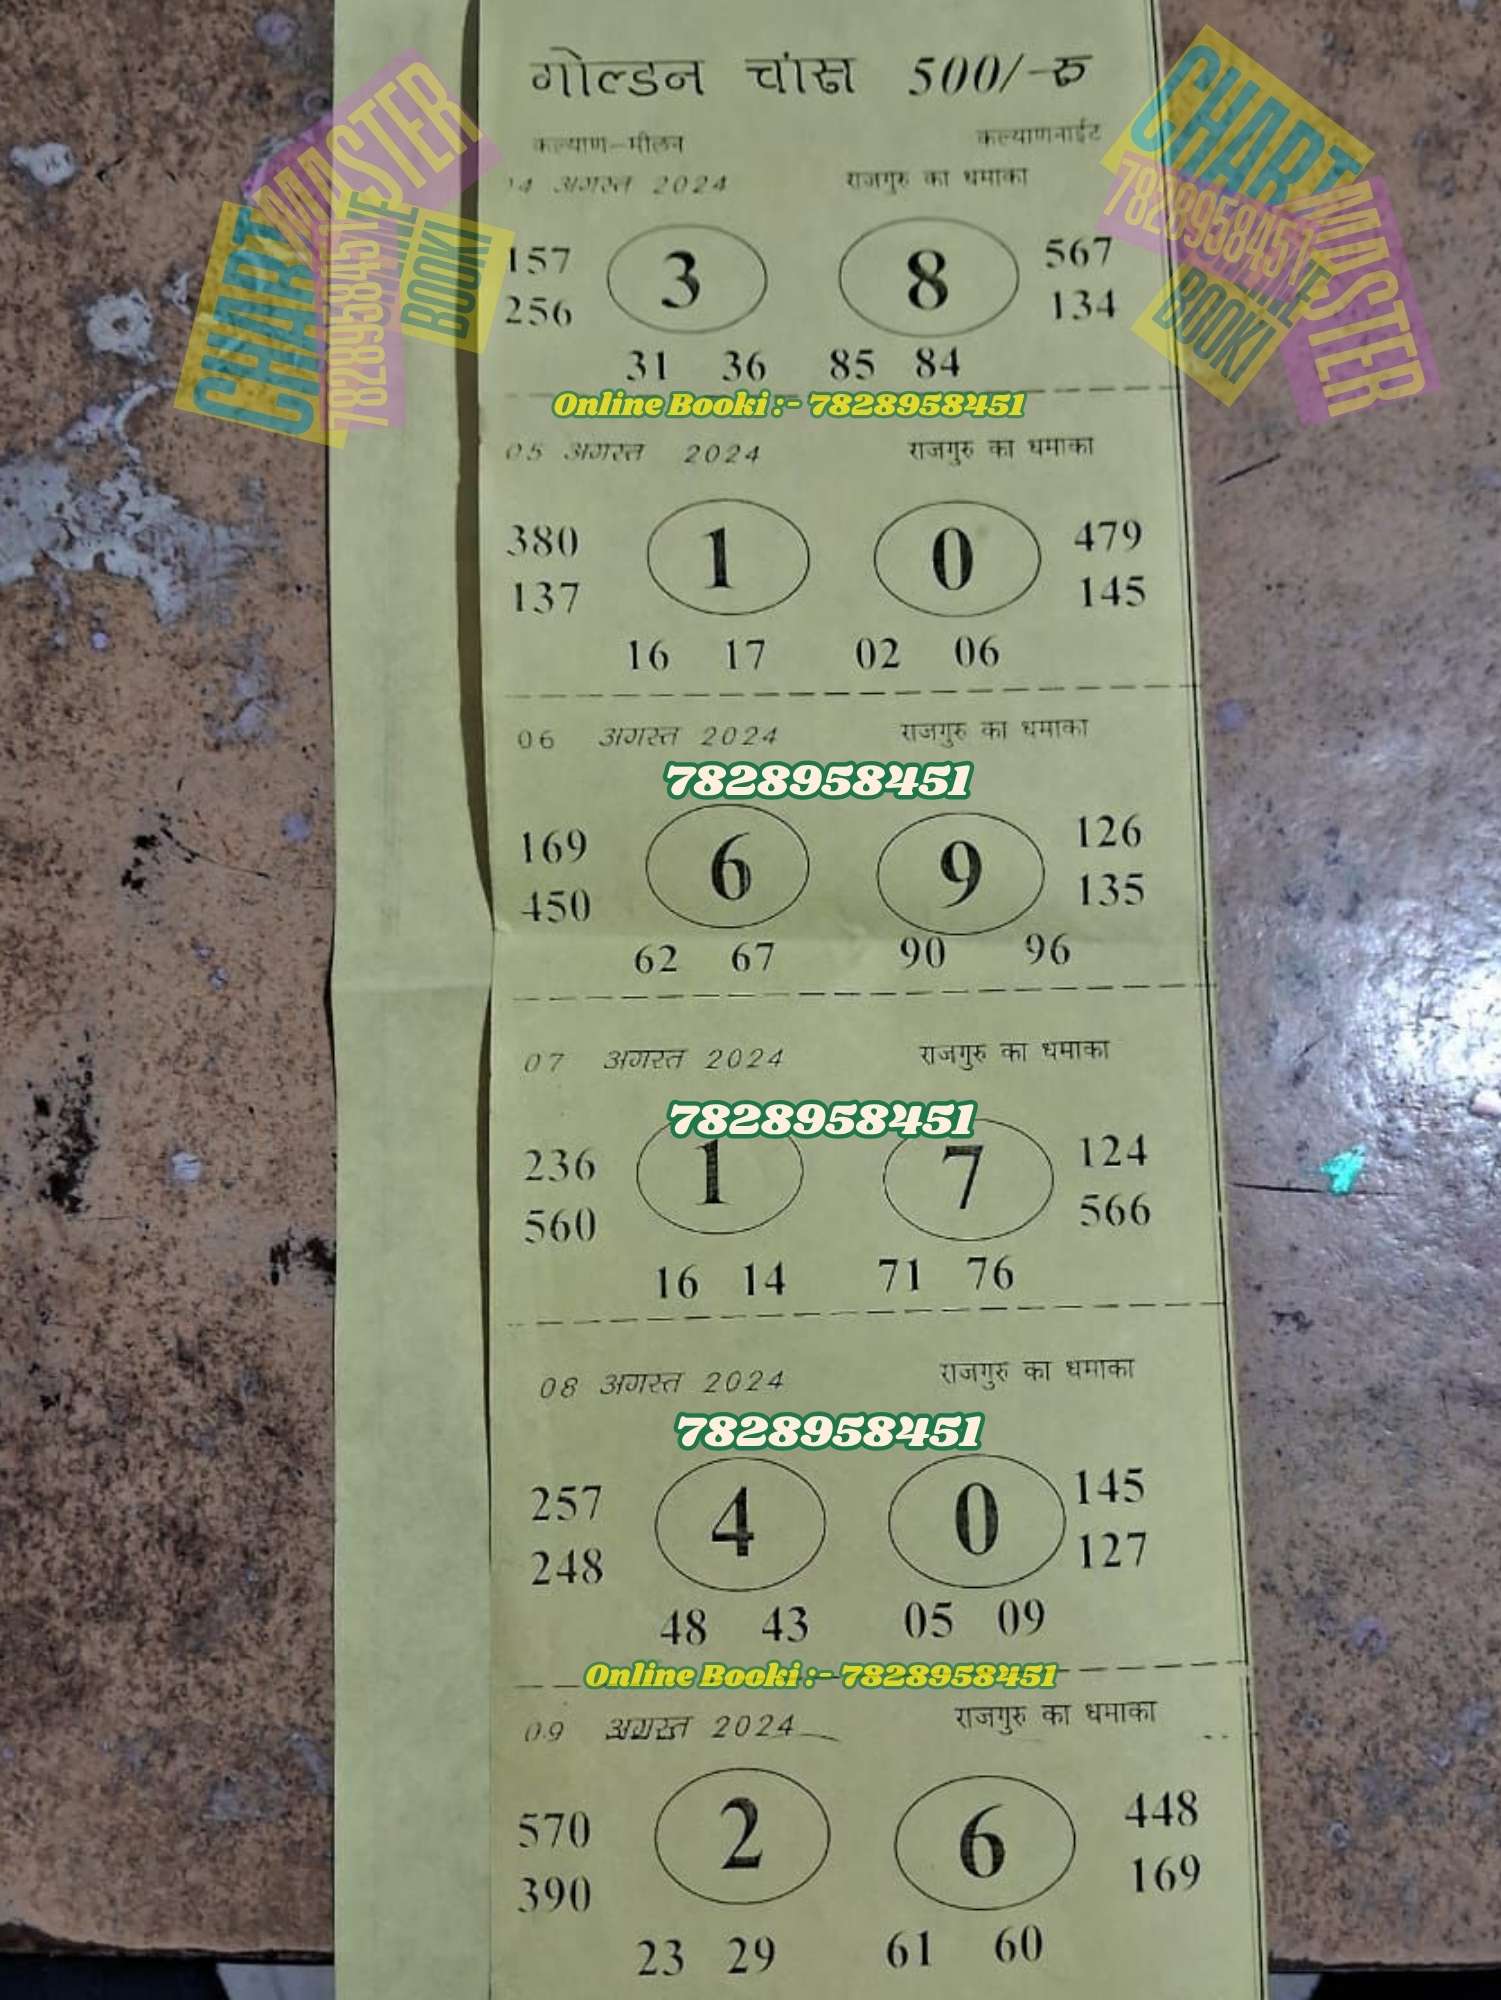 गोल्डन चांस 500/-रु
कल्याण-मीलन कल्याणनाईट
14 अगस्त 2024 राजगुरु का धमाका
CHART MASTER
7828958451
ONLINE
BOOKI
CHART MASTER
7828958451
ONLINE
BOOKI
157 3 8 567
256 134
31 36 85 84
Online Booki :- 7828958451
05 अगस्त 2024 राजगुरु का धमाका
380 1 0 479
137 145
16 17 02 06
06 अगस्त 2024 राजगुरु का धमाका
7828958451
169 6 9 126
450 135
62 67 90 96
07 अगस्त 2024 राजगुरु का धमाका
7828958451
236 1 7 124
560 566
16 14 71 76
08 अगस्त 2024 राजगुरु का धमाका
7828958451
257 4 0 145
248 127
48 43 05 09
Online Booki :- 7828958451
09 अगस्त 2024 राजगुरु का धमाका
570 2 6 448
390 169
23 29 61 60